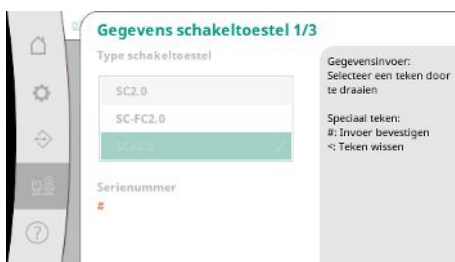 Gegevens schakeltoestel 1/3
Type schakeltoestel
SC2.0
SC-FC2.0
Serienummer
#
Gegevensinvoer:
Selecteer een teken door
te draaien
Speciaal teken:
#: Invoer bevestigen
<: Teken wissen
?